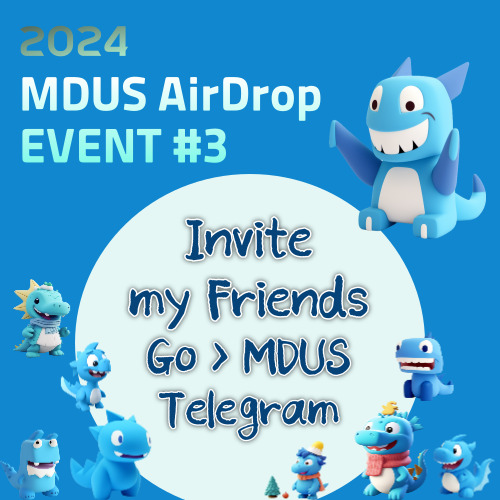 2024
MDUS AirDrop
EVENT #3
Invite
my Friends
Go > MDUS
Telegram